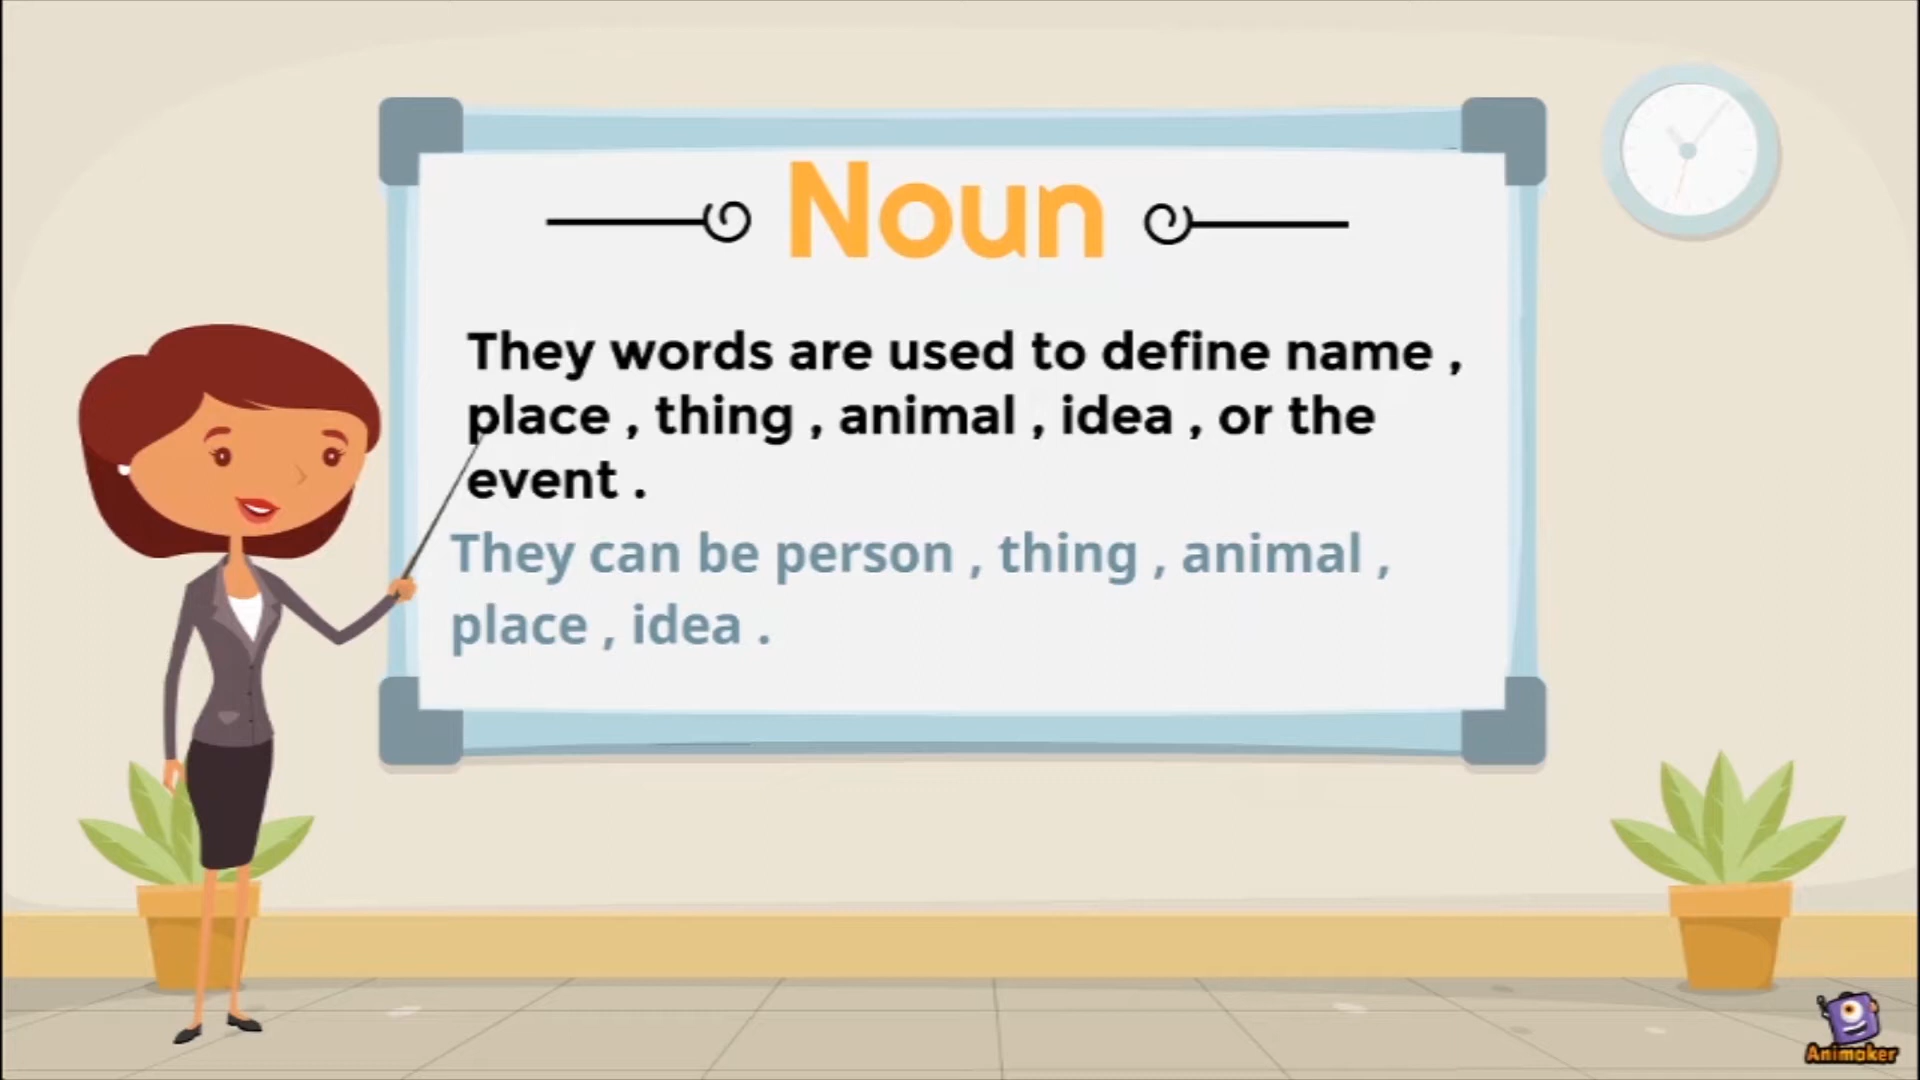 Noun
They words are used to define name ,
place , thing , animal , idea , or the
event .
They can be person , thing , animal ,
place , idea .
Animaker